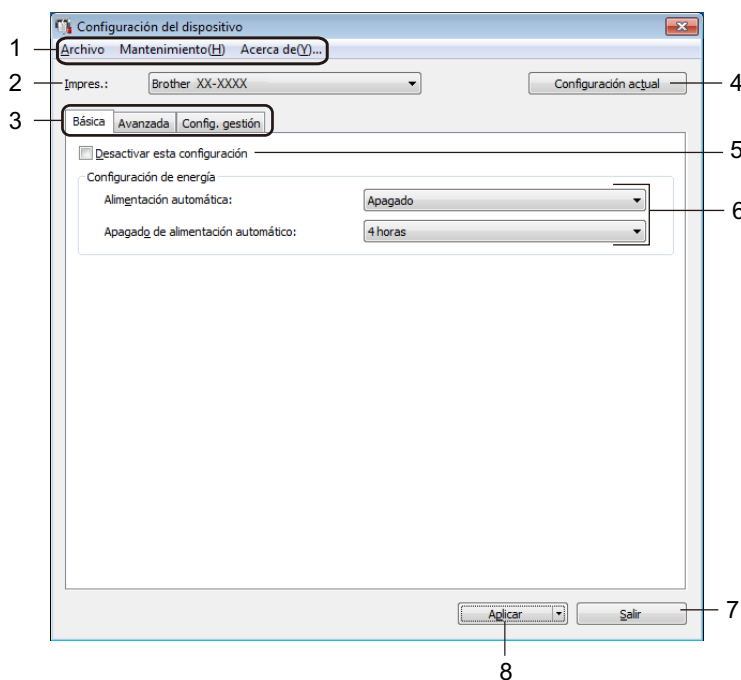 Configuración del dispositivo
1
Archivo Mantenimiento(H) Acerca de(Y)...
2
Impres.: Brother XX-XXXX
Configuración actual
4
3
Básica Avanzada Config. gestión
Desactivar esta configuración
5
Configuración de energía
Alimentación automática: Apagado
6
Apagado de alimentación automático: 4 horas
Aplicar
Salir
7
8